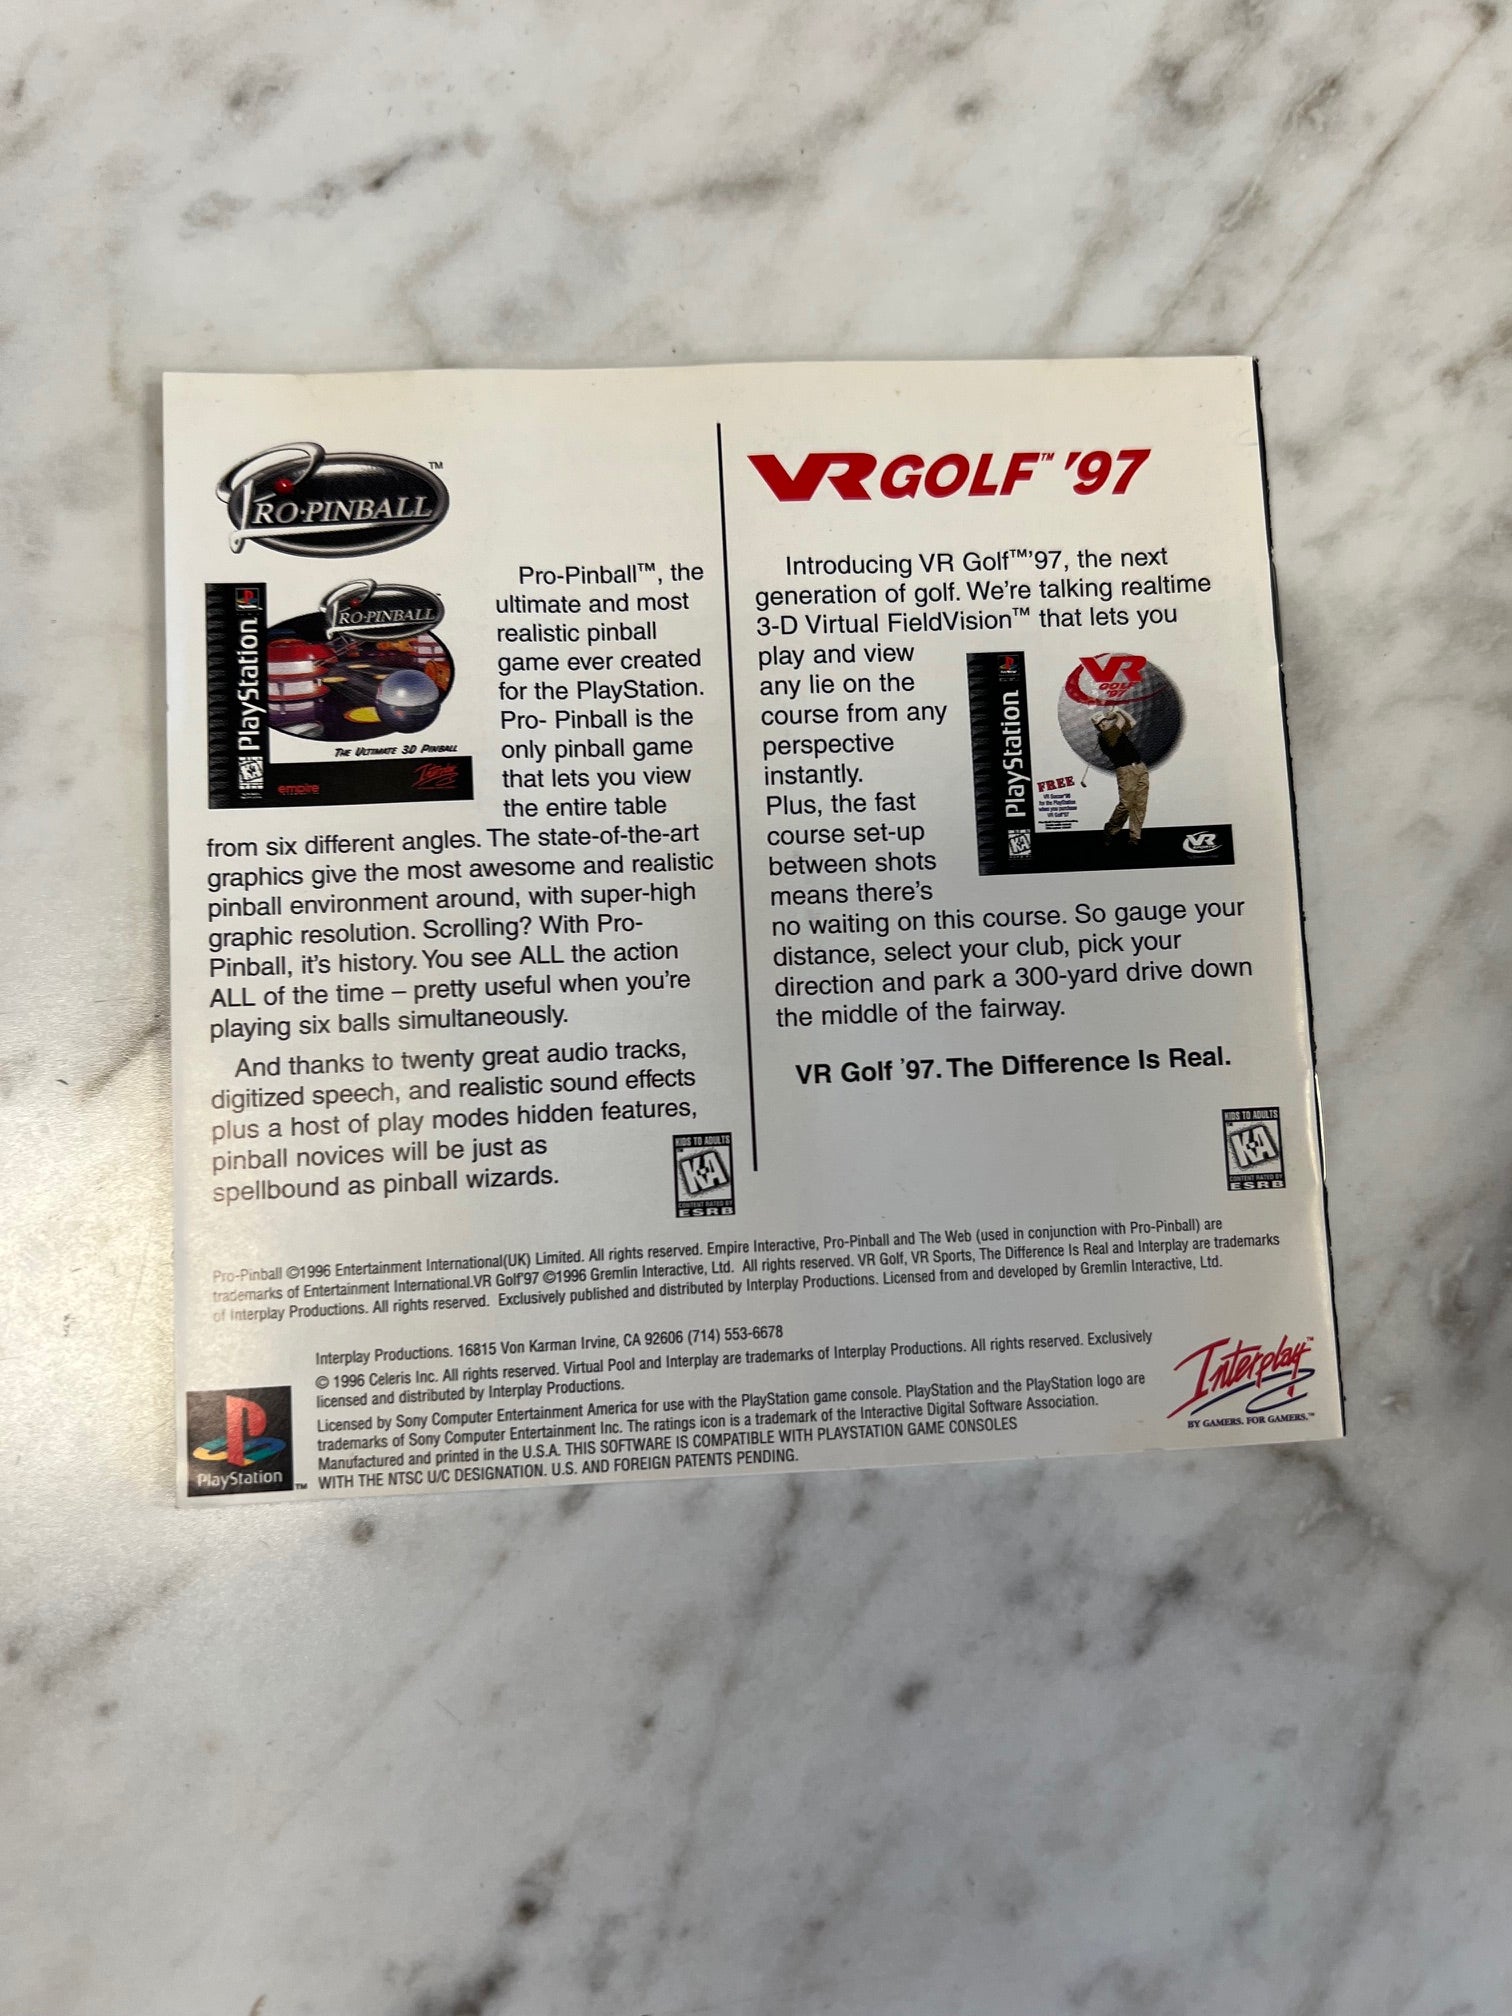 PRO·PINBALL™
PlayStation
PRO·PINBALL
THE ULTIMATE 3D PINBALL
empire
Interplay
Pro-Pinball™, the
ultimate and most
realistic pinball
game ever created
for the PlayStation.
Pro- Pinball is the
only pinball game
that lets you view
the entire table
from six different angles. The state-of-the-art
graphics give the most awesome and realistic
pinball environment around, with super-high
graphic resolution. Scrolling? With Pro-
Pinball, it's history. You see ALL the action
ALL of the time – pretty useful when you're
playing six balls simultaneously.
And thanks to twenty great audio tracks,
digitized speech, and realistic sound effects
plus a host of play modes hidden features,
pinball novices will be just as
spellbound as pinball wizards.
KIDS TO ADULTS
K-A
CONTENT RATED BY
ESRB
VR GOLF™ '97
Introducing VR Golf™'97, the next
generation of golf. We're talking realtime
3-D Virtual FieldVision™ that lets you
play and view
any lie on the
course from any
perspective
instantly.
Plus, the fast
course set-up
between shots
means there's
no waiting on this course. So gauge your
distance, select your club, pick your
direction and park a 300-yard drive down
the middle of the fairway.
PlayStation
VR
GOLF
'97
FREE
VR Soccer'96
for the PlayStation
when you purchase
VR Golf'97
VR
VR Golf '97. The Difference Is Real.
KIDS TO ADULTS
K-A
CONTENT RATED BY
ESRB
Pro-Pinball ©1996 Entertainment International(UK) Limited. All rights reserved. Empire Interactive, Pro-Pinball and The Web (used in conjunction with Pro-Pinball) are
trademarks of Entertainment International.VR Golf'97 ©1996 Gremlin Interactive, Ltd. All rights reserved. VR Golf, VR Sports, The Difference Is Real and Interplay are trademarks
of Interplay Productions. All rights reserved. Exclusively published and distributed by Interplay Productions. Licensed from and developed by Gremlin Interactive, Ltd.
Interplay Productions. 16815 Von Karman Irvine, CA 92606 (714) 553-6678
© 1996 Celeris Inc. All rights reserved. Virtual Pool and Interplay are trademarks of Interplay Productions. All rights reserved. Exclusively
licensed and distributed by Interplay Productions.
Licensed by Sony Computer Entertainment America for use with the PlayStation game console. PlayStation and the PlayStation logo are
trademarks of Sony Computer Entertainment Inc. The ratings icon is a trademark of the Interactive Digital Software Association.
Manufactured and printed in the U.S.A. THIS SOFTWARE IS COMPATIBLE WITH PLAYSTATION GAME CONSOLES
WITH THE NTSC U/C DESIGNATION. U.S. AND FOREIGN PATENTS PENDING.
PlayStation™
Interplay™
BY GAMERS. FOR GAMERS.™